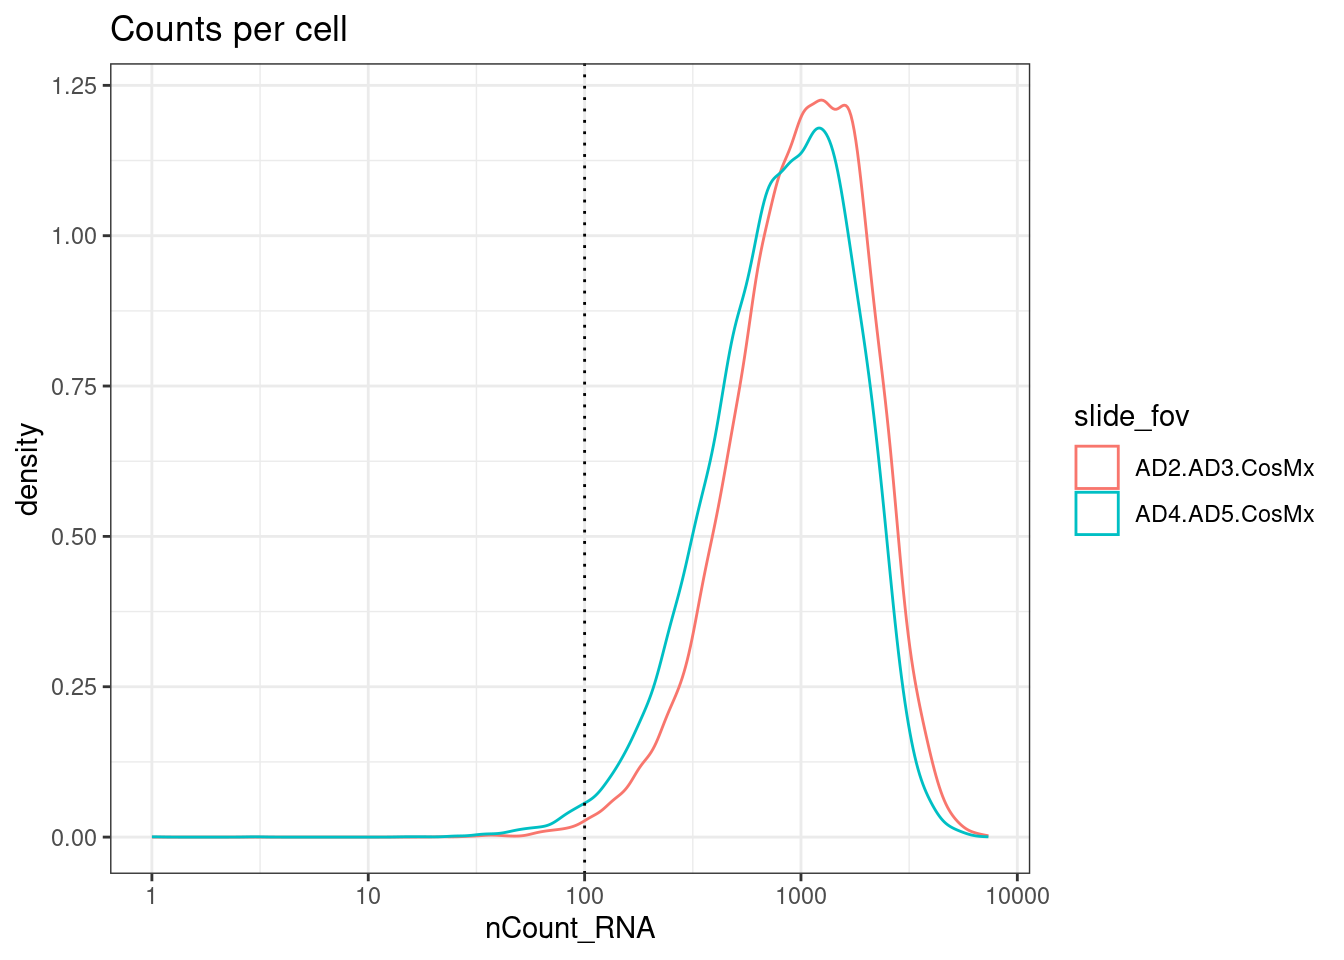 Counts per cell
1.25
1.00
0.75
0.50
0.25
0.00
density
1 10 100 1000 10000
nCount_RNA
slide_fov
AD2.AD3.CosMx
AD4.AD5.CosMx